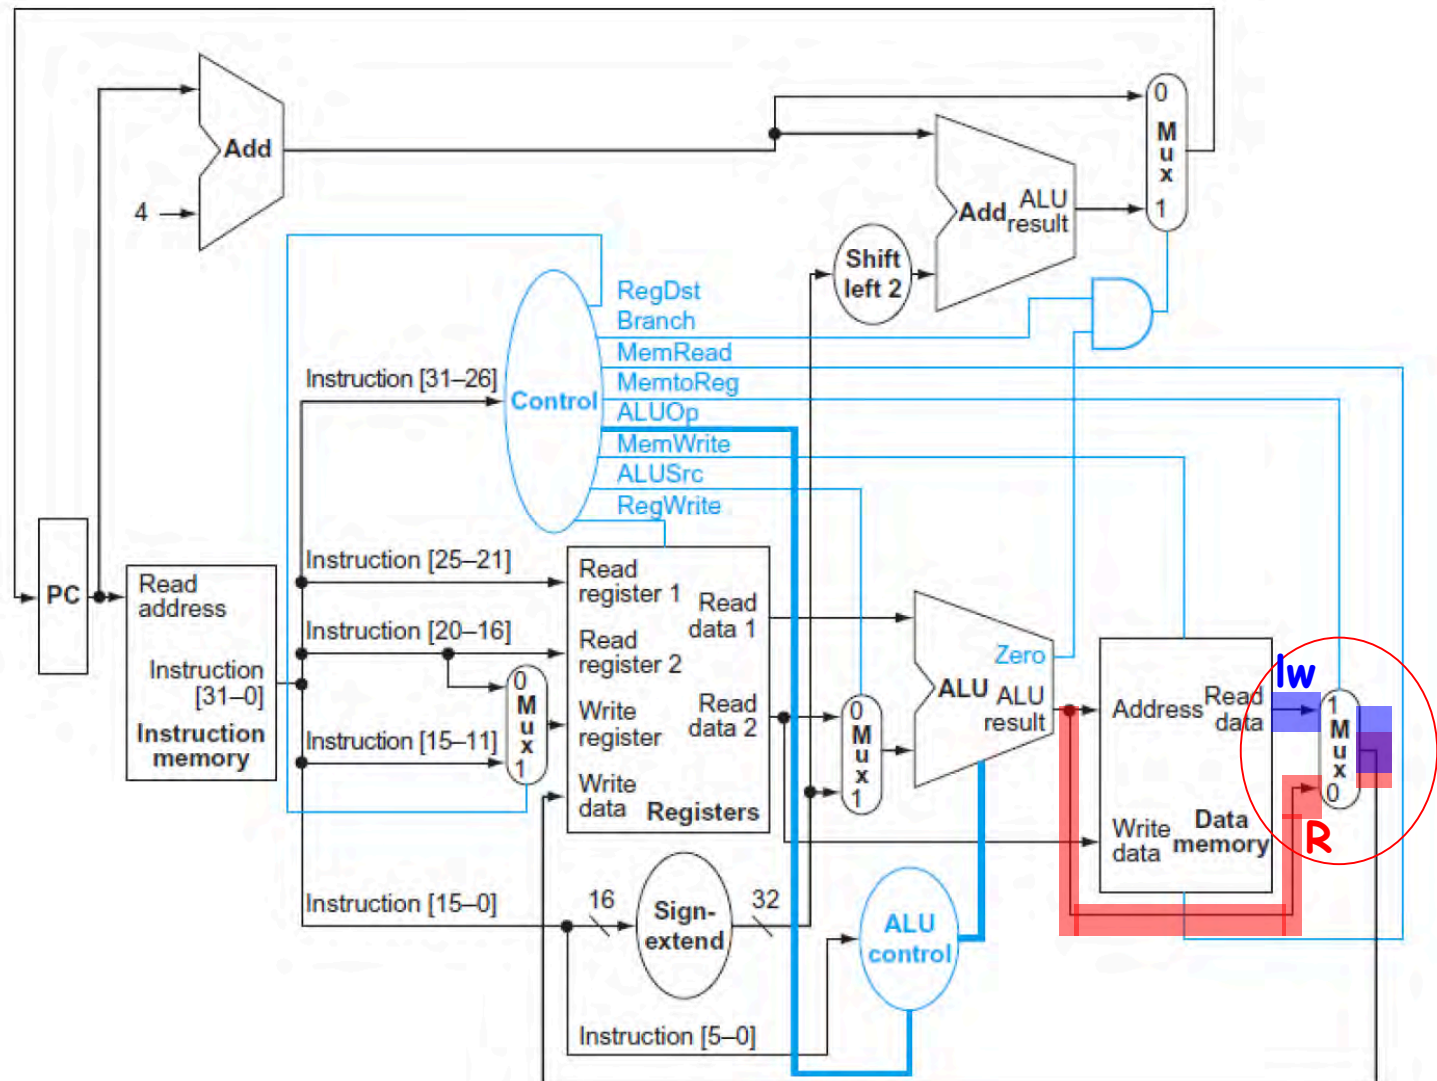 0
M
u
x
1
Add
4
Add
ALU
result
Shift
left 2
RegDst
Branch
MemRead
MemtoReg
ALUOp
MemWrite
ALUSrc
RegWrite
Control
Instruction [31–26]
Instruction [25–21]
Instruction [20–16]
Instruction [15–11]
PC
Read
address
Instruction
[31–0]
Instruction
memory
0
M
u
x
1
Read
register 1
Read
register 2
Write
register
Write
data
Read
data 1
Read
data 2
Registers
0
M
u
x
1
Zero
ALU
ALU
result
Address
Read
data
Write
data
Data
memory
lw
1
M
u
x
0
R
Instruction [15–0]
16
Sign-
extend
32
ALU
control
Instruction [5–0]